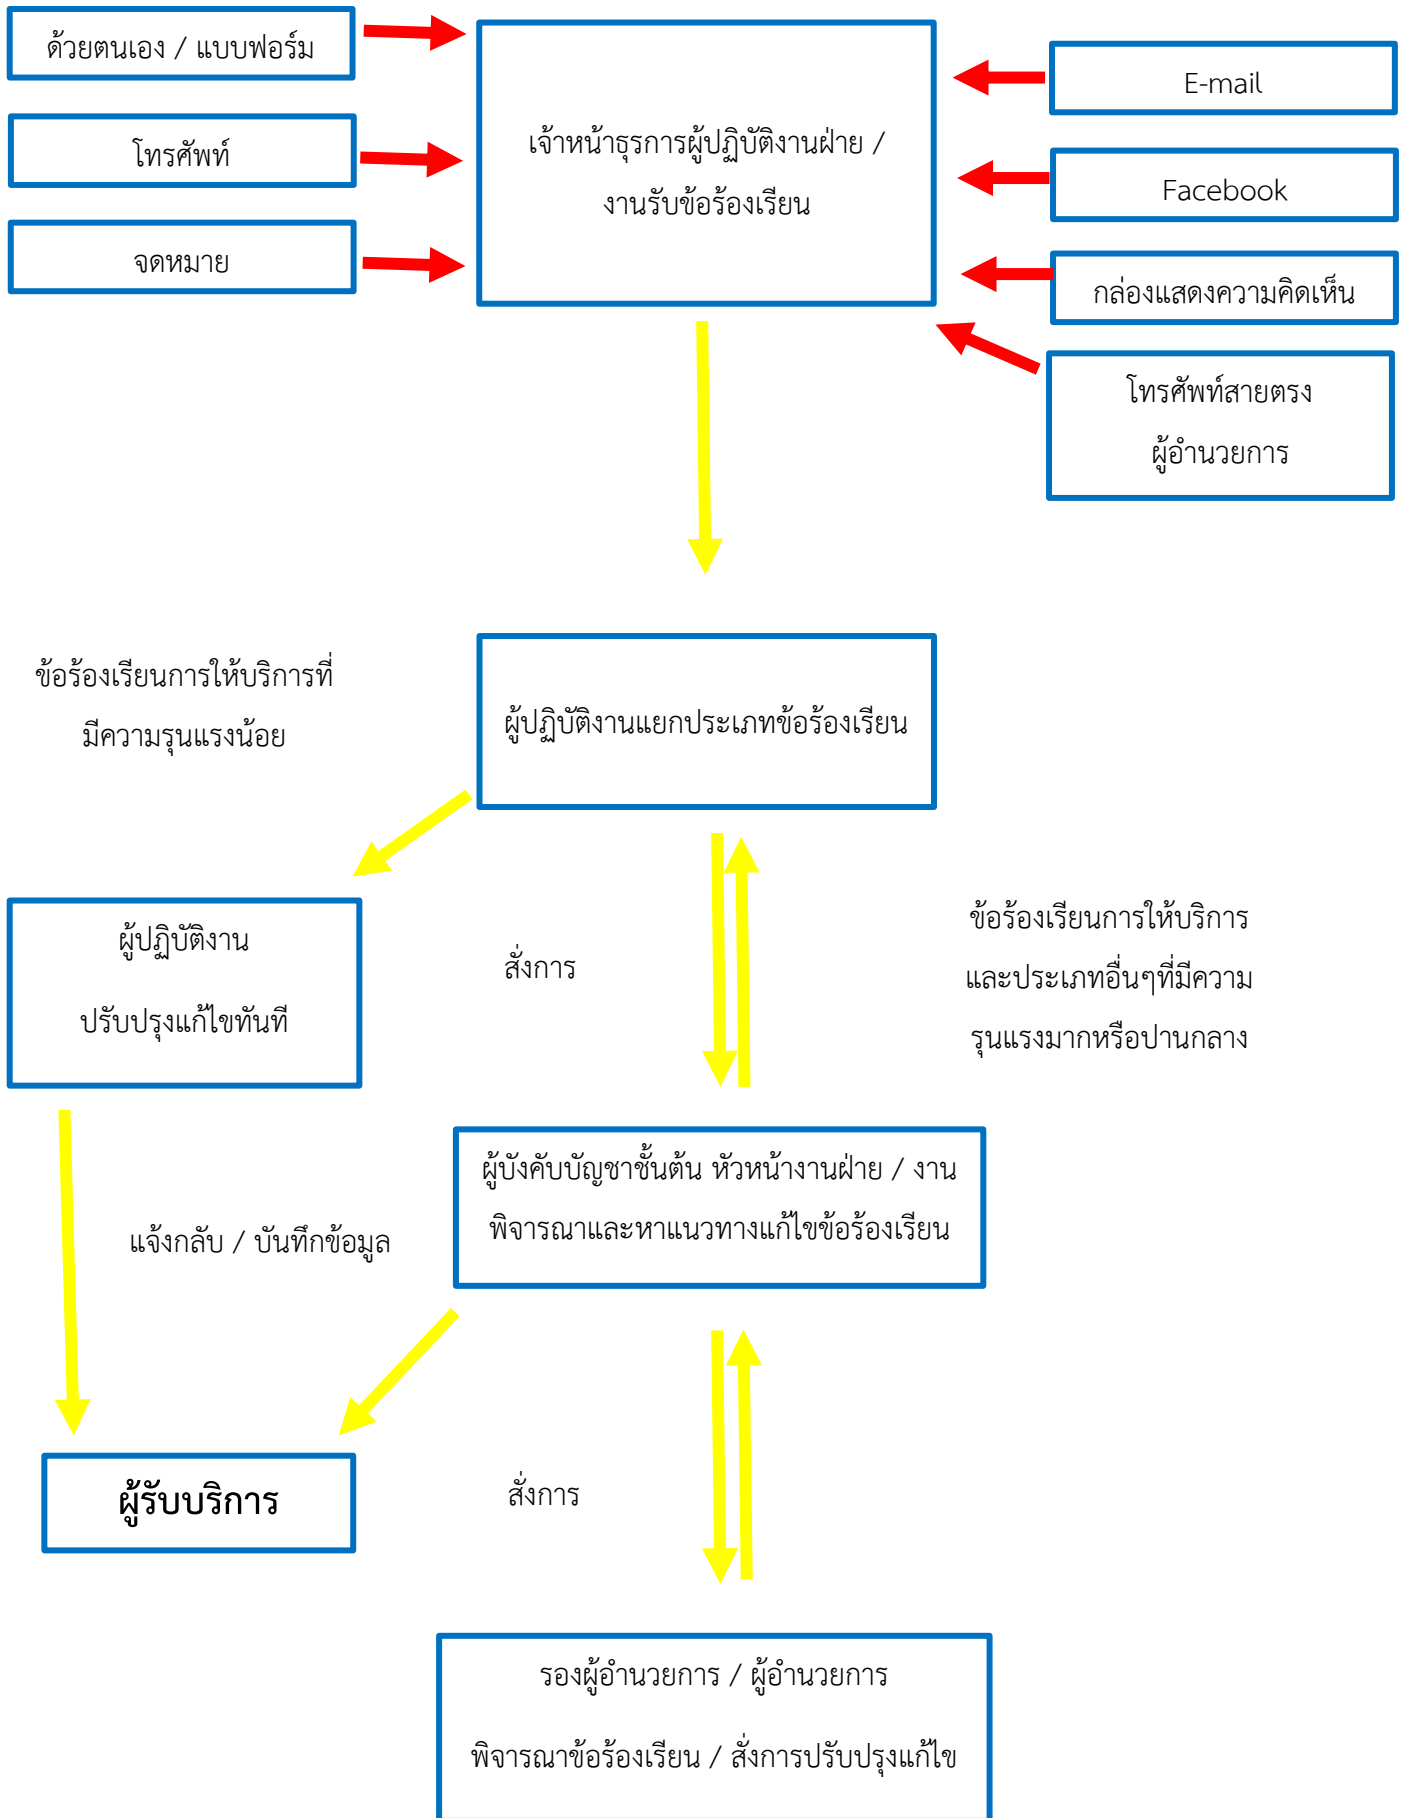 ด้วยตนเอง / แบบฟอร์ม
โทรศัพท์
จดหมาย
เจ้าหน้าธุรการผู้ปฏิบัติงานฝ่าย /
งานรับข้อร้องเรียน
E-mail
Facebook
กล่องแสดงความคิดเห็น
โทรศัพท์สายตรง
ผู้อำนวยการ
ข้อร้องเรียนการให้บริการที่
มีความรุนแรงน้อย
ผู้ปฏิบัติงานแยกประเภทข้อร้องเรียน
ผู้ปฏิบัติงาน
ปรับปรุงแก้ไขทันที
สั่งการ
ข้อร้องเรียนการให้บริการ
และประเภทอื่นๆที่มีความ
รุนแรงมากหรือปานกลาง
ผู้บังคับบัญชาชั้นต้น หัวหน้างานฝ่าย / งาน
พิจารณาและหาแนวทางแก้ไขข้อร้องเรียน
แจ้งกลับ / บันทึกข้อมูล
ผู้รับบริการ
สั่งการ
รองผู้อำนวยการ / ผู้อำนวยการ
พิจารณาข้อร้องเรียน / สั่งการปรับปรุงแก้ไข